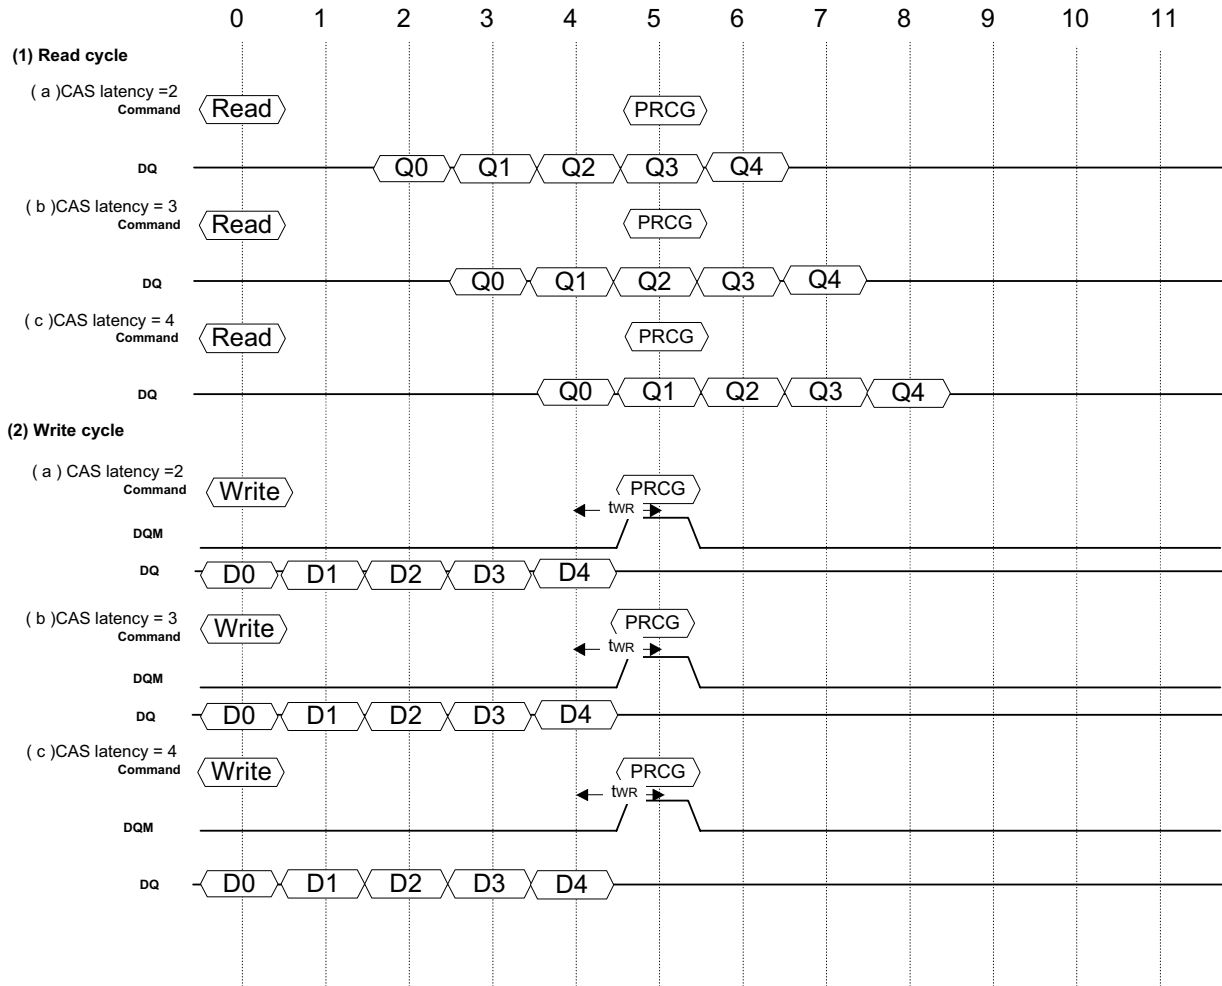 0 1 2 3 4 5 6 7 8 9 10 11
(1) Read cycle
( a )CAS latency =2
Command Read PRCG
DQ Q0 Q1 Q2 Q3 Q4
( b )CAS latency = 3
Command Read PRCG
DQ Q0 Q1 Q2 Q3 Q4
( c )CAS latency = 4
Command Read PRCG
DQ Q0 Q1 Q2 Q3 Q4
(2) Write cycle
( a ) CAS latency =2
Command Write PRCG
tWR
DQM
DQ D0 D1 D2 D3 D4
( b )CAS latency = 3
Command Write PRCG
tWR
DQM
DQ D0 D1 D2 D3 D4
( c )CAS latency = 4
Command Write PRCG
tWR
DQM
DQ D0 D1 D2 D3 D4